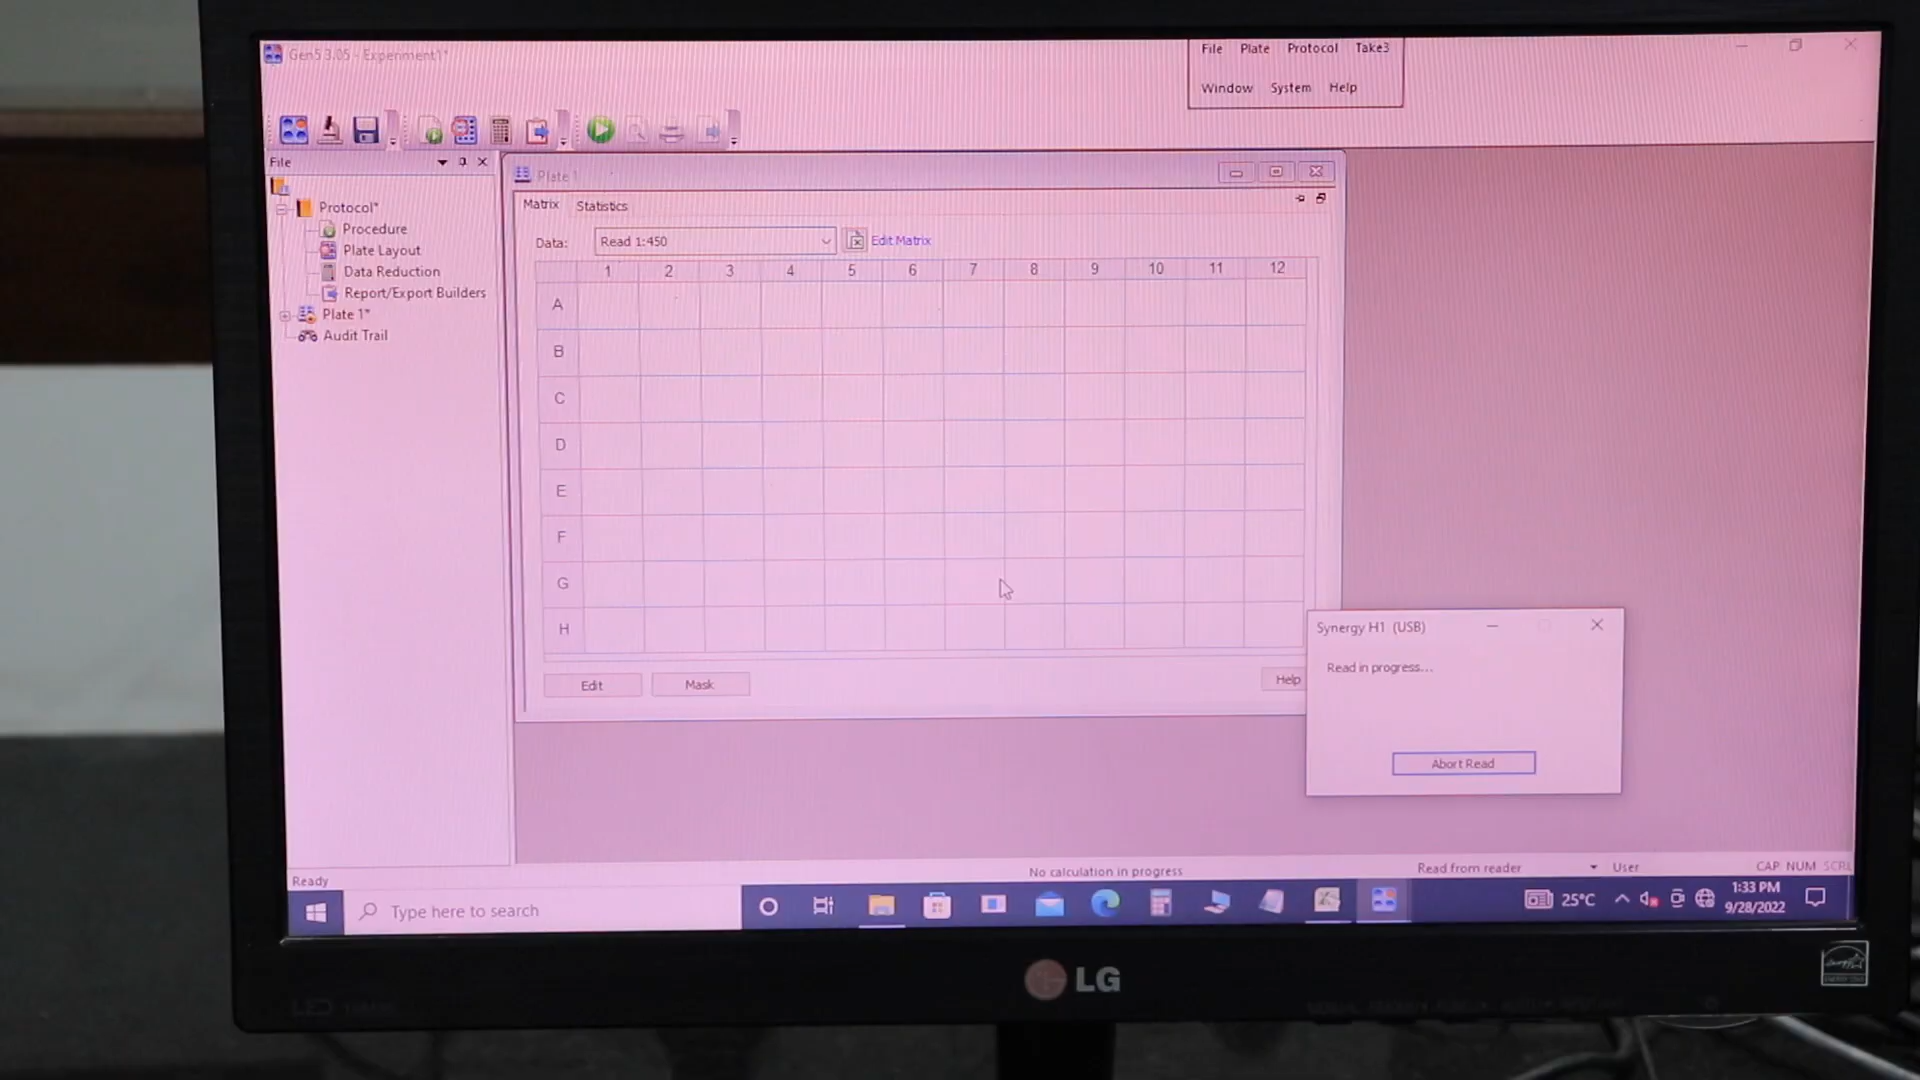 Gen5 3.05 - Experiment1*
File Plate Protocol Take3
Window System Help
File
Protocol*
Procedure
Plate Layout
Data Reduction
Report/Export Builders
Plate 1*
Audit Trail
Plate 1
Matrix Statistics
Data: Read 1:450 Edit Matrix
1 2 3 4 5 6 7 8 9 10 11 12
A
B
C
D
E
F
G
H
Edit Mask Help
Synergy H1 (USB)
Read in progress...
Abort Read
Ready No calculation in progress Read from reader User CAP NUM SCRL
Type here to search
25°C
1:33 PM
9/28/2022
LG